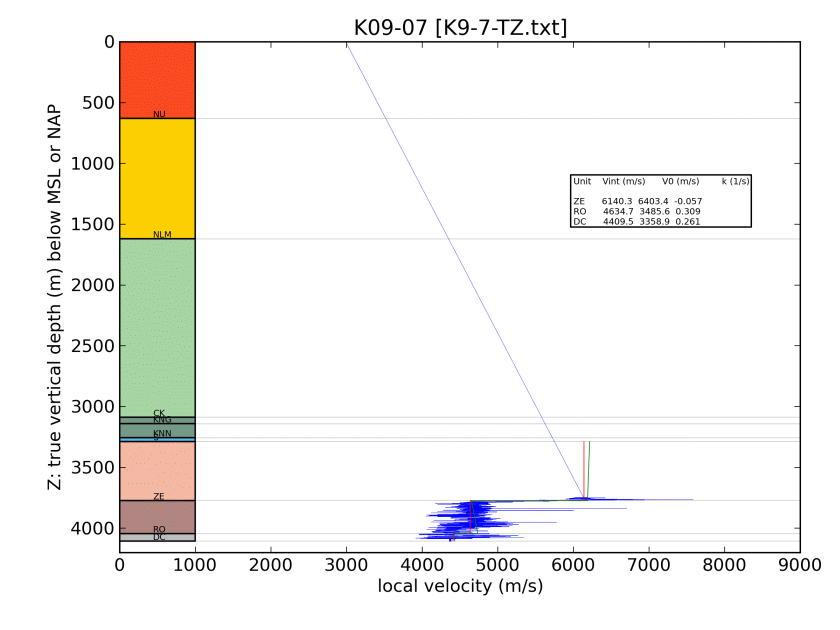 K09-07 [K9-7-TZ.txt]
Z: true vertical depth (m) below MSL or NAP
0
500
1000
1500
2000
2500
3000
3500
4000
NU
NLM
CK
KNG
KNN
ZE
RO
DC
Unit Vint (m/s) V0 (m/s) k (1/s)
ZE 6140.3 6403.4 -0.057
RO 4634.7 3485.6 0.309
DC 4409.5 3358.9 0.261
0 1000 2000 3000 4000 5000 6000 7000 8000 9000
local velocity (m/s)